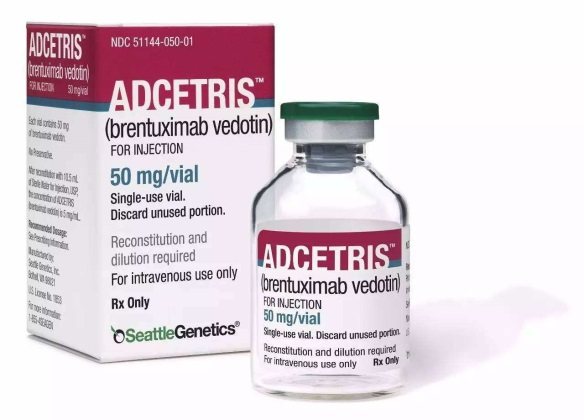 ADCETRIS™
(brentuximab vedotin)
FOR INJECTION 50 mg/vial
Each vial contains 50 mg
of brentuximab vedotin.
No Preservative.
After reconstitution with 10.5 mL
of Sterile Water for Injection, USP,
the concentration of ADCETRIS
(brentuximab vedotin) is 5 mg/mL.
Recommended Dosage:
See Prescribing Information.
Manufactured by:
Seattle Genetics, Inc.
Bothell, WA 98021
U.S. License No. 1853
For more information:
1-855-4SEAGEN
NDC 51144-050-01
ADCETRIS™
(brentuximab vedotin)
FOR INJECTION
50 mg/vial
Single-use vial.
Discard unused portion.
Reconstitution and
dilution required
For intravenous use only
Rx Only
SeattleGenetics®
ADCETRIS™
(brentuximab vedotin)
FOR INJECTION
50 mg/vial
Single-use vial. Discard unused portion.
Reconstitution and dilution required
For intravenous use only Rx Only